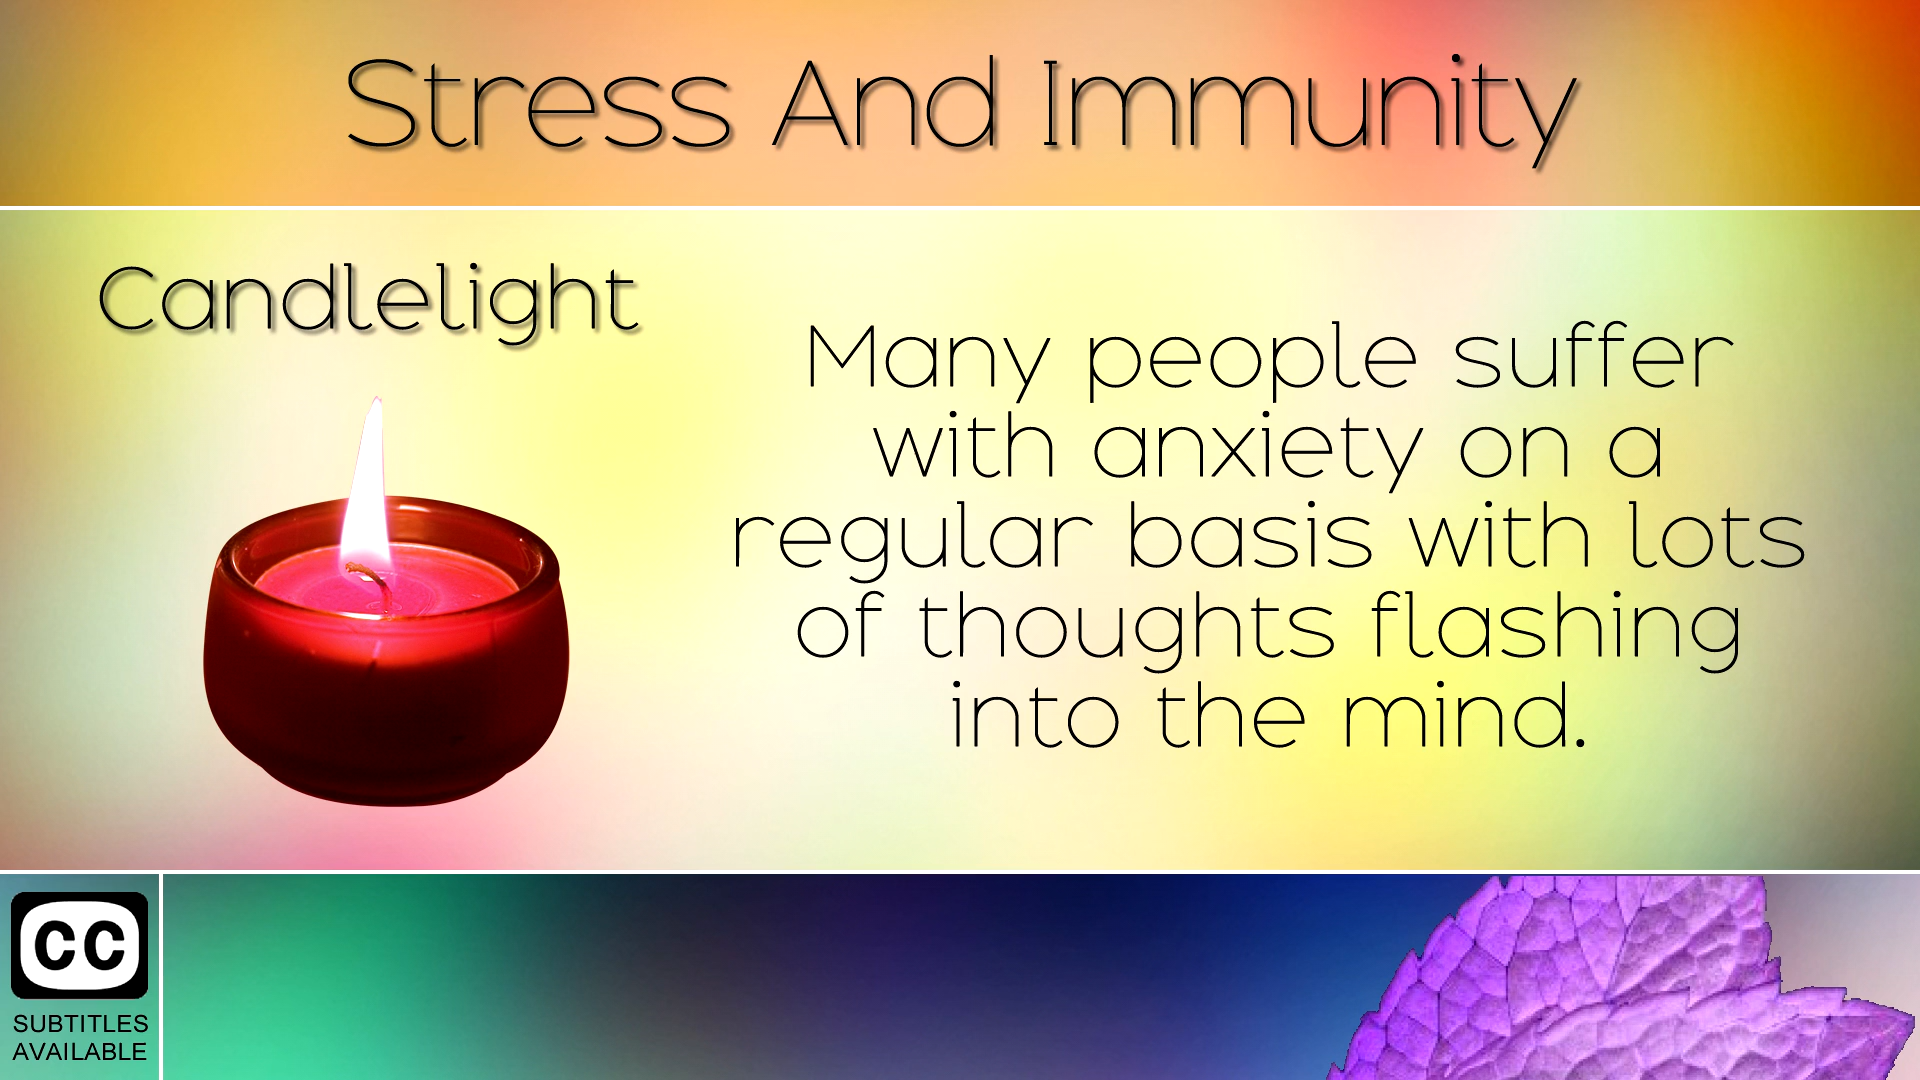 Stress And Immunity
Candlelight
Many people suffer
with anxiety on a
regular basis with lots
of thoughts flashing
into the mind.
CC
SUBTITLES
AVAILABLE